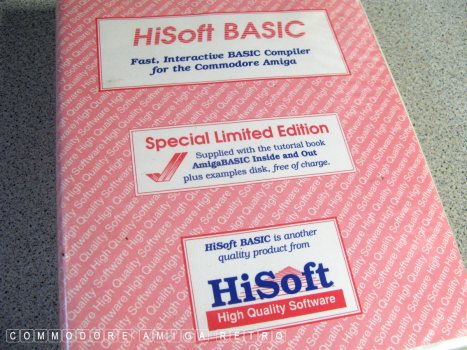 HiSoft BASIC
Fast, Interactive BASIC Compiler
for the Commodore Amiga
Special Limited Edition
Supplied with the tutorial book
AmigaBASIC Inside and Out
plus examples disk, free of charge.
HiSoft BASIC is another
quality product from
HiSoft
High Quality Software
COMMODORE AMIGA RETRO